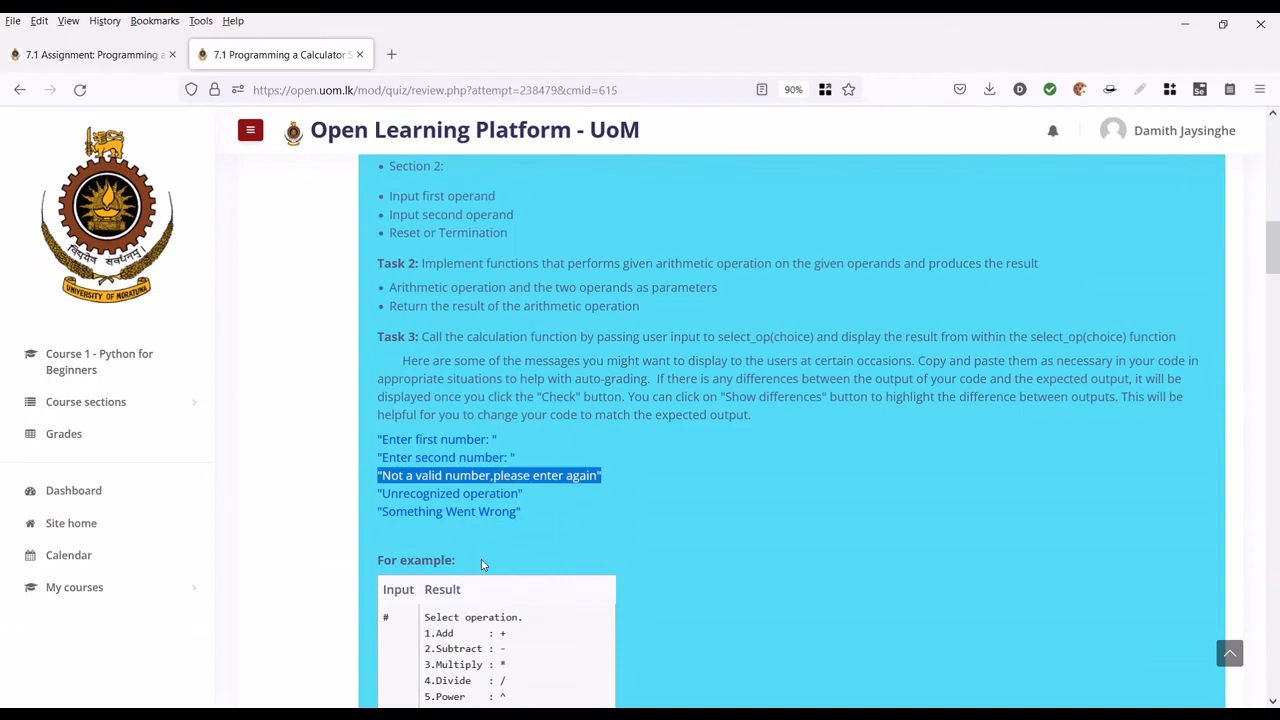 File Edit View History Bookmarks Tools Help
7.1 Assignment: Programming a
7.1 Programming a Calculator S
https://open.uom.lk/mod/quiz/review.php?attempt=238479&cmid=615
90%
Open Learning Platform - UoM
Damith Jaysinghe
UNIVERSITY OF MORATUWA
Course 1 - Python for
Beginners
Course sections
Grades
Dashboard
Site home
Calendar
My courses
• Section 2:
• Input first operand
• Input second operand
• Reset or Termination
Task 2: Implement functions that performs given arithmetic operation on the given operands and produces the result
• Arithmetic operation and the two operands as parameters
• Return the result of the arithmetic operation
Task 3: Call the calculation function by passing user input to select_op(choice) and display the result from within the select_op(choice) function
Here are some of the messages you might want to display to the users at certain occasions. Copy and paste them as necessary in your code in
appropriate situations to help with auto-grading. If there is any differences between the output of your code and the expected output, it will be
displayed once you click the "Check" button. You can click on "Show differences" button to highlight the difference between outputs. This will be
helpful for you to change your code to match the expected output.
"Enter first number: "
"Enter second number: "
"Not a valid number,please enter again"
"Unrecognized operation"
"Something Went Wrong"
For example:
Input Result
# Select operation.
1.Add : +
2.Subtract : -
3.Multiply : *
4.Divide : /
5.Power : ^